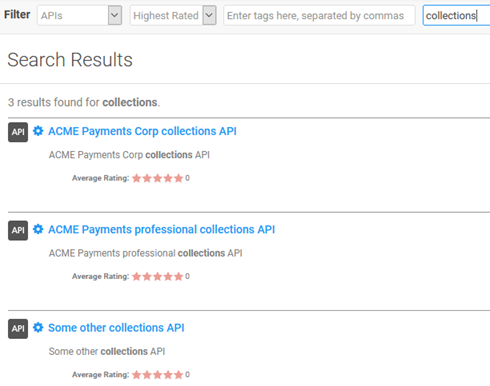 Filter APIs Highest Rated Enter tags here, separated by commas collections
Search Results
3 results found for collections.
API ACME Payments Corp collections API
ACME Payments Corp collections API
Average Rating: 0
API ACME Payments professional collections API
ACME Payments professional collections API
Average Rating: 0
API Some other collections API
Some other collections API
Average Rating: 0